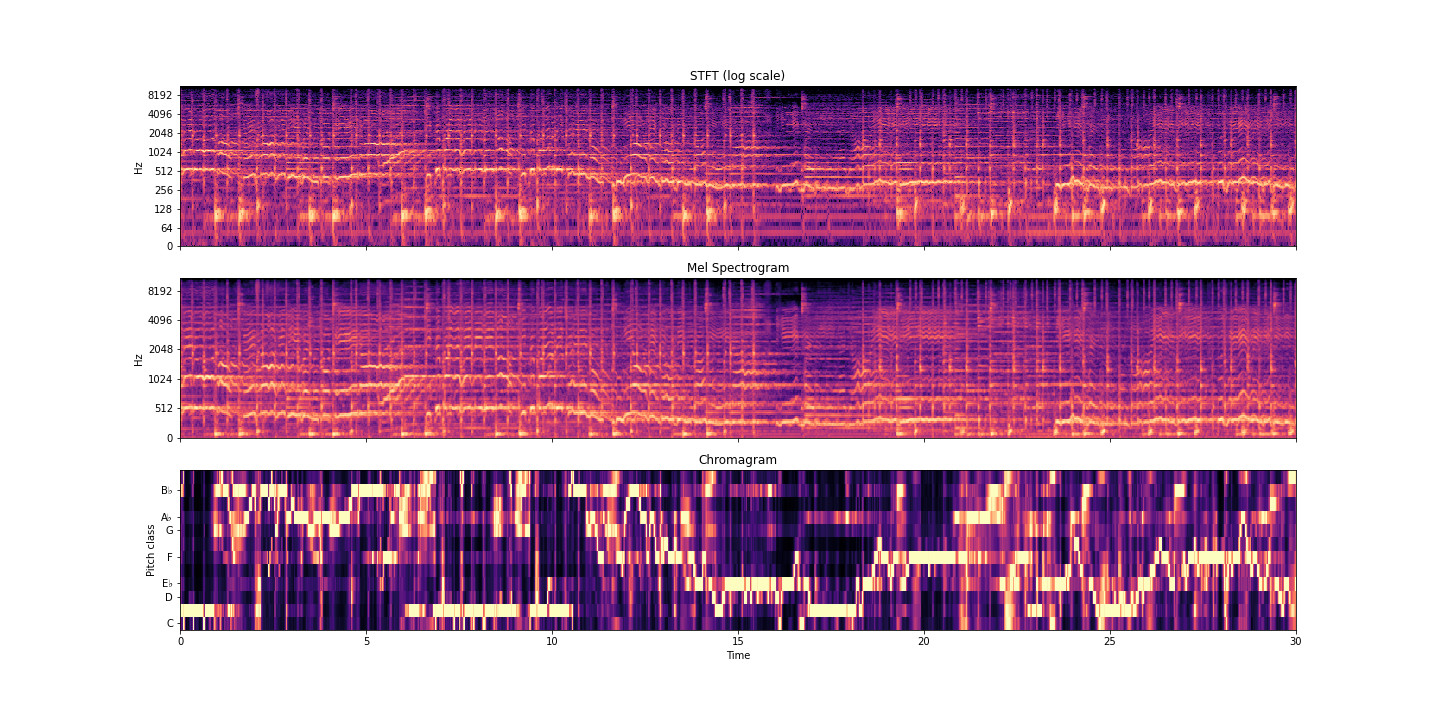 STFT (log scale)
8192
4096
2048
1024
512
256
128
64
0
Hz
Mel Spectrogram
8192
4096
2048
1024
512
0
Hz
Chromagram
B♭
A♭
G
F
E♭
D
C
Pitch class
0 5 10 15 20 25 30
Time